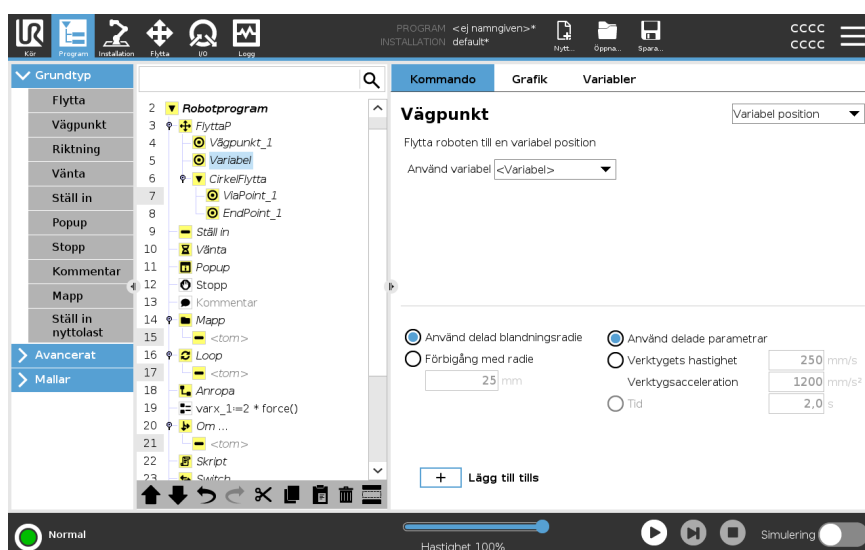 PROGRAM <ej namngiven>*
INSTALLATION default*
CCCC
CCCC
Kör
Program
Installation
Flytta
I/O
Logg
Nytt...
Öppna...
Spara...
Grundtyp
Flytta
Vägpunkt
Riktning
Vänta
Ställ in
Popup
Stopp
Kommentar
Mapp
Ställ in
nyttolast
Avancerat
Mallar
2 Robotprogram
3 FlyttaP
4 Vägpunkt_1
5 Variabel
6 CirkelFlytta
7 ViaPoint_1
8 EndPoint_1
9 Ställ in
10 Vänta
11 Popup
12 Stopp
13 Kommentar
14 Mapp
15 <tom>
16 Loop
17 <tom>
18 Anropa
19 varx_1:=2 * force()
20 Om ...
21 <tom>
22 Skript
23 Switch
Kommando
Grafik
Variabler
Vägpunkt
Variabel position
Flytta roboten till en variabel position
Använd variabel <Variabel>
Använd delad blandningsradie
Förbigång med radie
25 mm
Använd delade parametrar
Verktygets hastighet 250 mm/s
Verktygsacceleration 1200 mm/s²
Tid 2,0 s
+ Lägg till tills
Normal
Hastighet 100%
Simulering